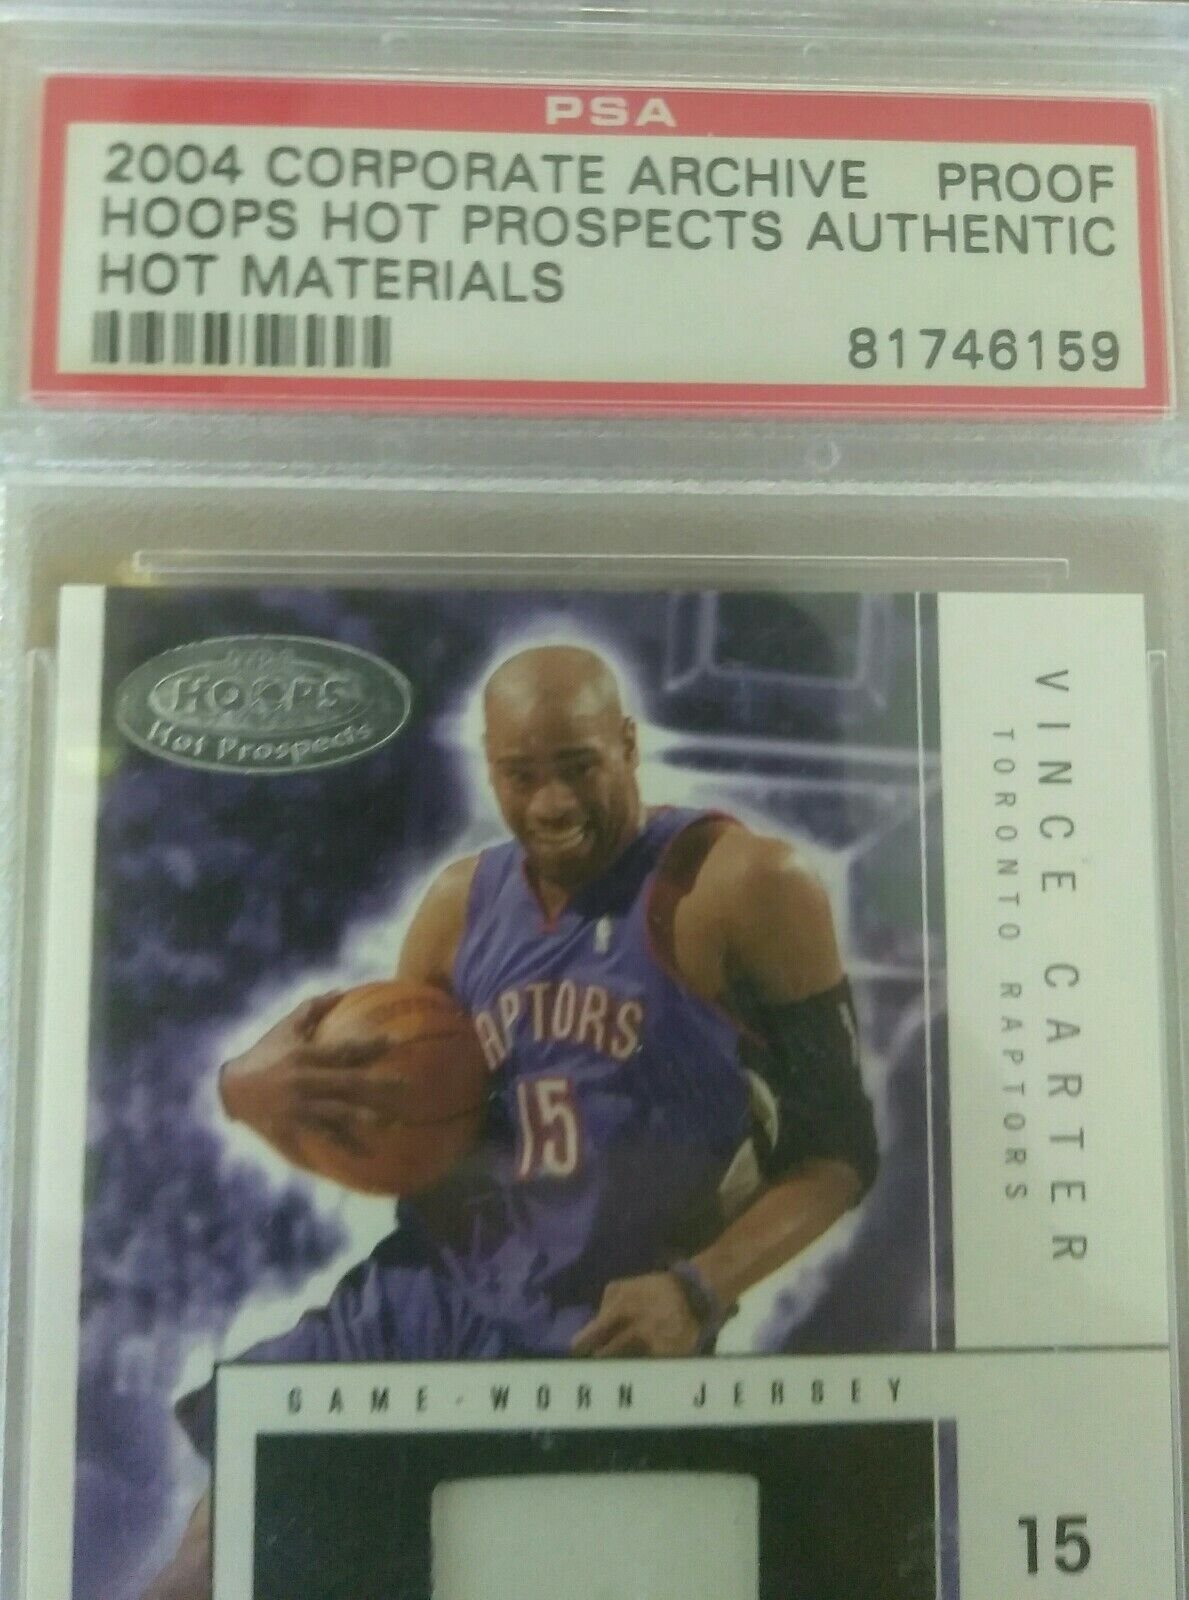 PSA
2004 CORPORATE ARCHIVE PROOF
HOOPS HOT PROSPECTS AUTHENTIC
HOT MATERIALS
81746159
HOOPS
Hot Prospects
VINCE CARTER
TORONTO RAPTORS
APTORS
15
GAME-WORN JERSEY
15